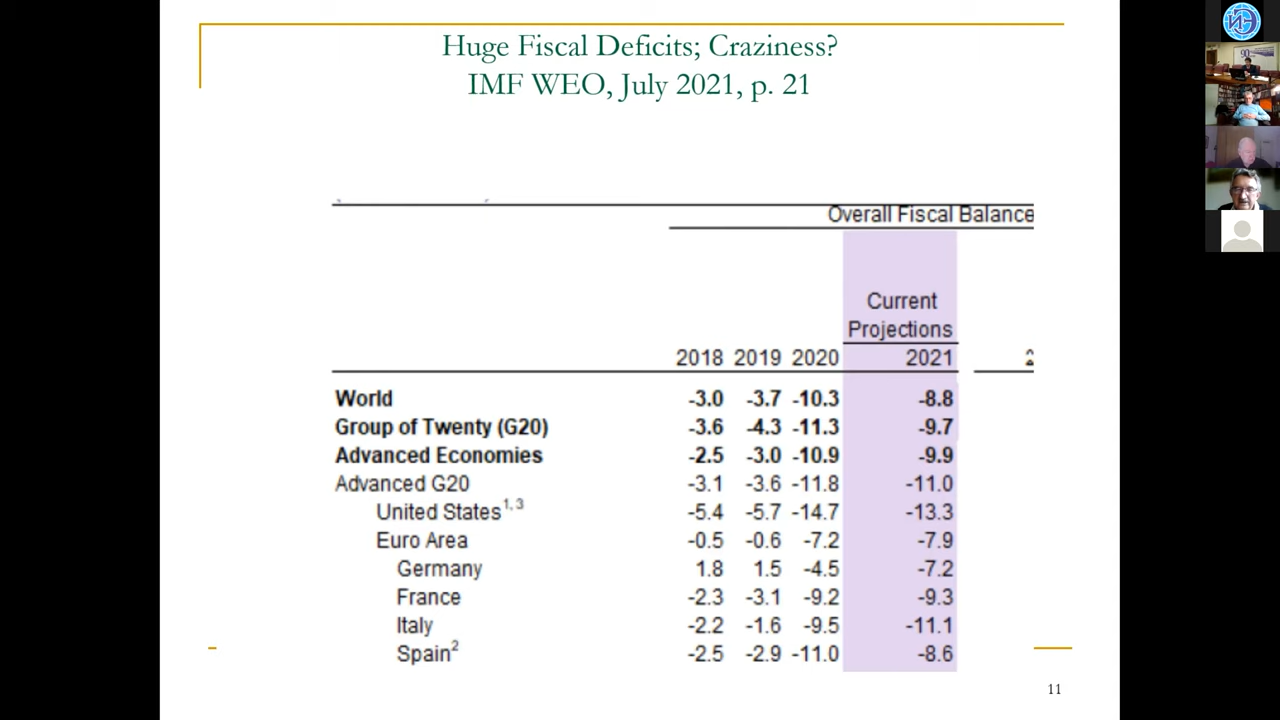 Huge Fiscal Deficits; Craziness?
IMF WEO, July 2021, p. 21
Overall Fiscal Balance
Current
Projections
2018 2019 2020 2021
World -3.0 -3.7 -10.3 -8.8
Group of Twenty (G20) -3.6 -4.3 -11.3 -9.7
Advanced Economies -2.5 -3.0 -10.9 -9.9
Advanced G20 -3.1 -3.6 -11.8 -11.0
United States1, 3 -5.4 -5.7 -14.7 -13.3
Euro Area -0.5 -0.6 -7.2 -7.9
Germany 1.8 1.5 -4.5 -7.2
France -2.3 -3.1 -9.2 -9.3
Italy -2.2 -1.6 -9.5 -11.1
Spain2 -2.5 -2.9 -11.0 -8.6
11
90